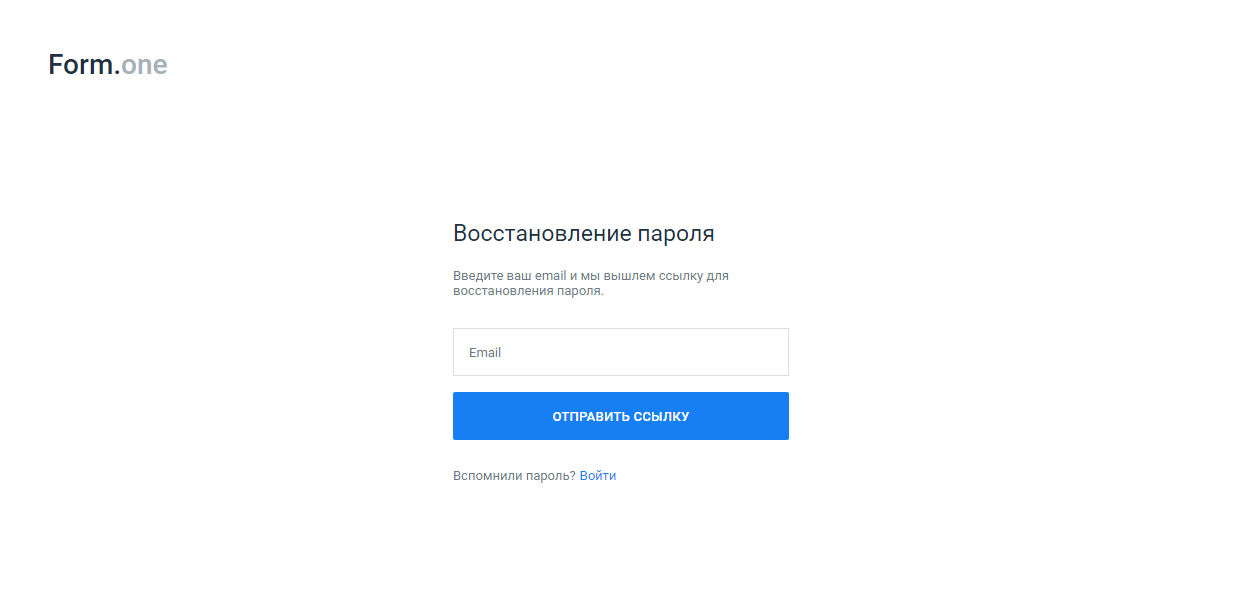 Form.one
Восстановление пароля
Введите ваш email и мы вышлем ссылку для
восстановления пароля.
Email
ОТПРАВИТЬ ССЫЛКУ
Вспомнили пароль? Войти